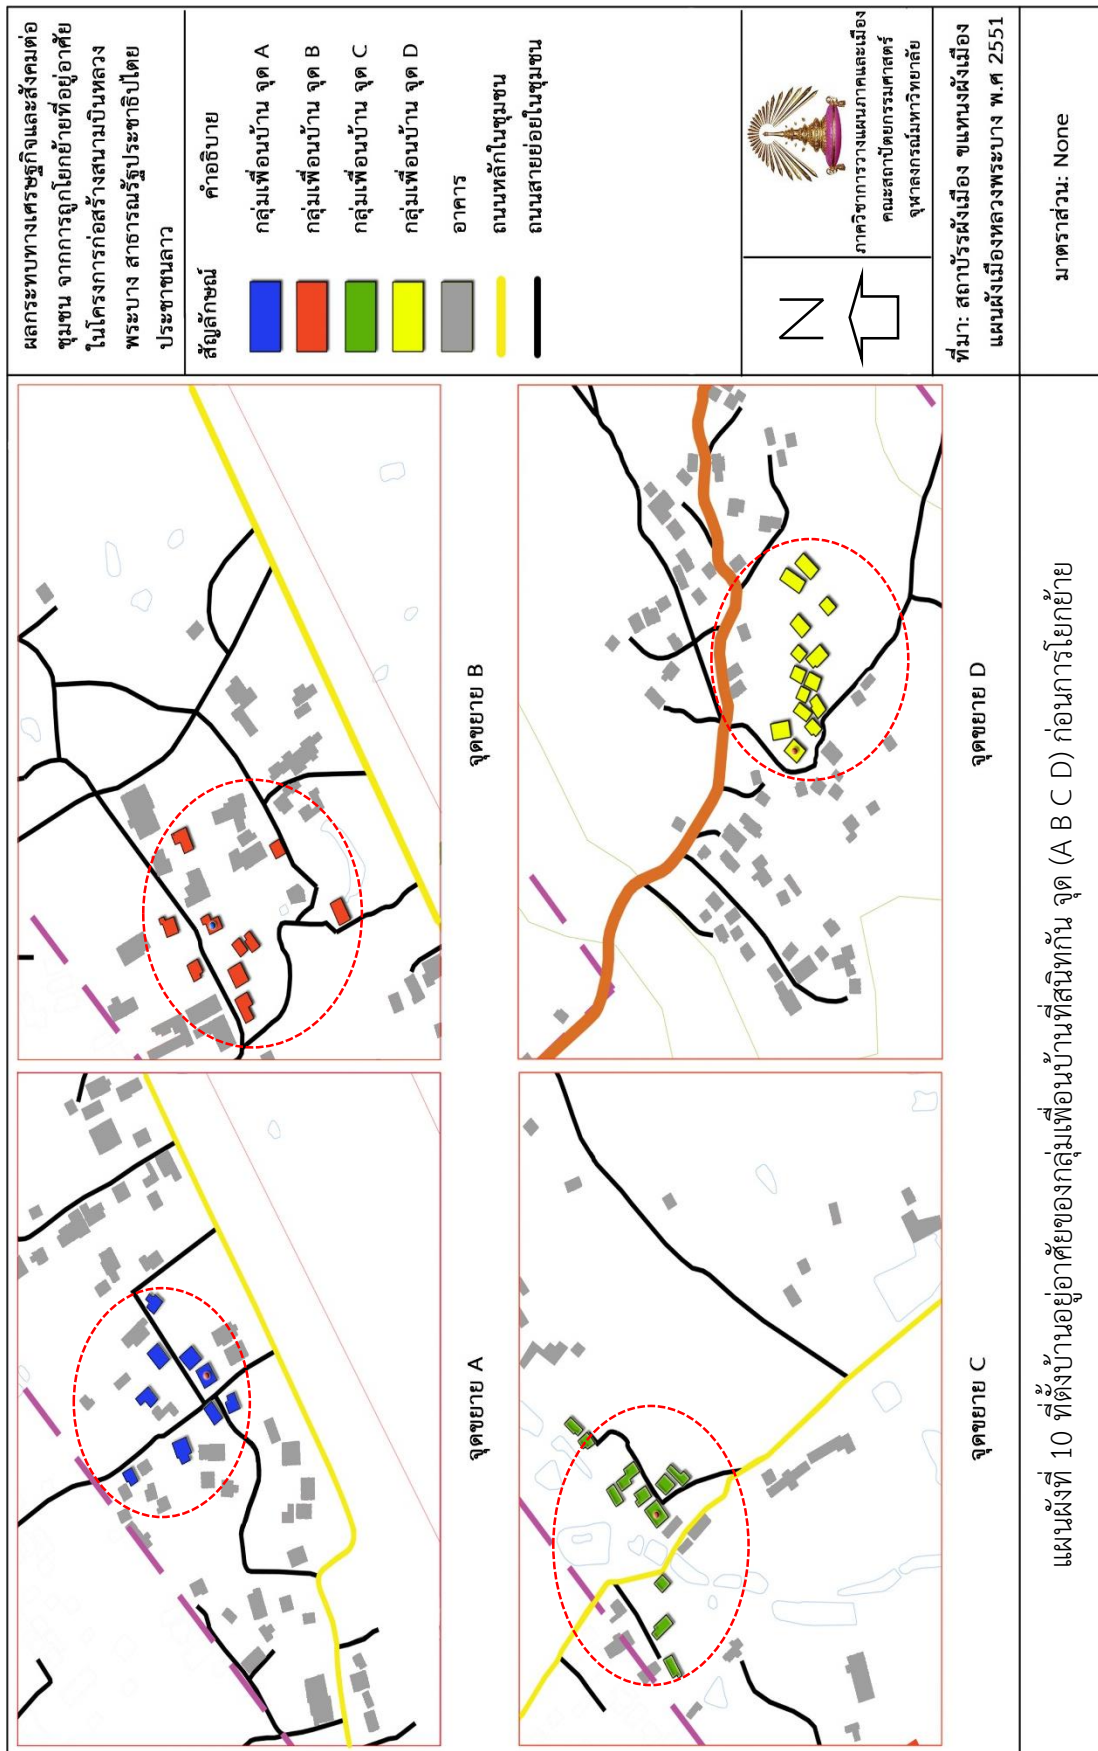 ผลกระทบทางเศรษฐกิจและสังคมต่อ
ชุมชน จากการถูกโยกย้ายที่อยู่อาศัย
ในโครงการก่อสร้างสนามบินหลวง
พระบาง สาธารณรัฐประชาธิปไตย
ประชาชนลาว
สัญลักษณ์ คำอธิบาย
กลุ่มเพื่อนบ้าน จุด A
กลุ่มเพื่อนบ้าน จุด B
กลุ่มเพื่อนบ้าน จุด C
กลุ่มเพื่อนบ้าน จุด D
อาคาร
ถนนหลักในชุมชน
ถนนสายย่อยในชุมชน
N
ภาควิชาการวางแผนภาคและเมือง
คณะสถาปัตยกรรมศาสตร์
จุฬาลงกรณ์มหาวิทยาลัย
ที่มา: สถาบัรผังเมือง ขแทนงผังเมือง
แผนผังเมืองหลวงพระบาง พ.ศ 2551
มาตราส่วน: None
จุดขยาย A
จุดขยาย B
จุดขยาย C
จุดขยาย D
แผนผังที่ 10 ที่ตั้งบ้านอยู่อาศัยของกลุ่มเพื่อนบ้านที่สนิทกัน จุด (A B C D) ก่อนการโยกย้าย